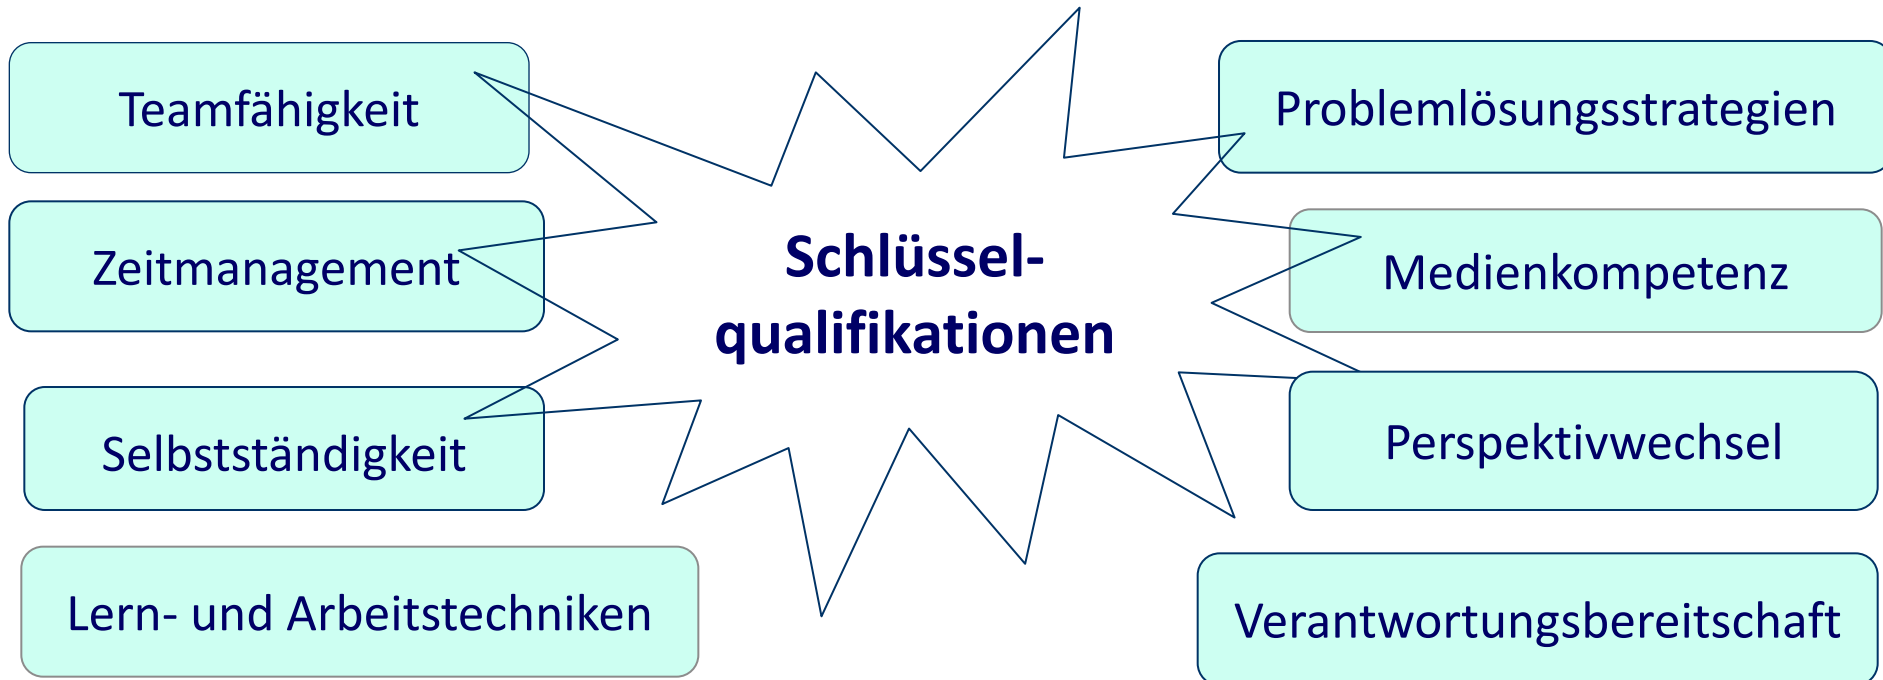 Teamfähigkeit
Zeitmanagement
Selbstständigkeit
Lern- und Arbeitstechniken
Schlüssel-
qualifikationen
Problemlösungsstrategien
Medienkompetenz
Perspektivwechsel
Verantwortungsbereitschaft